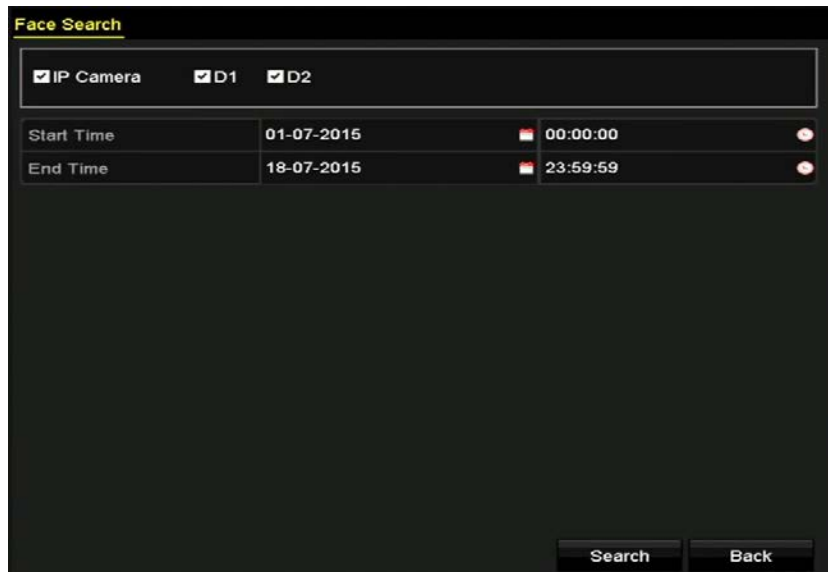 Face Search
IP Camera D1 D2
Start Time 01-07-2015 00:00:00
End Time 18-07-2015 23:59:59
Search Back